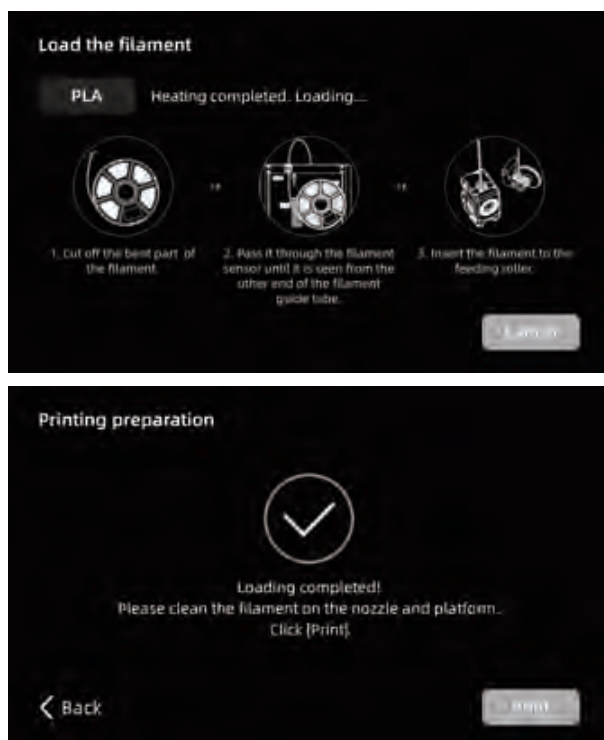 Load the filament
PLA
Heating completed. Loading...
1. Cut off the bent part of
the filament.
2. Pass it through the filament
sensor until it is seen from the
other end of the filament
guide tube.
3. Insert the filament to the
feeding roller.
Printing preparation
Loading completed!
Please clean the filament on the nozzle and platform.
Click [Print].
Back
Print